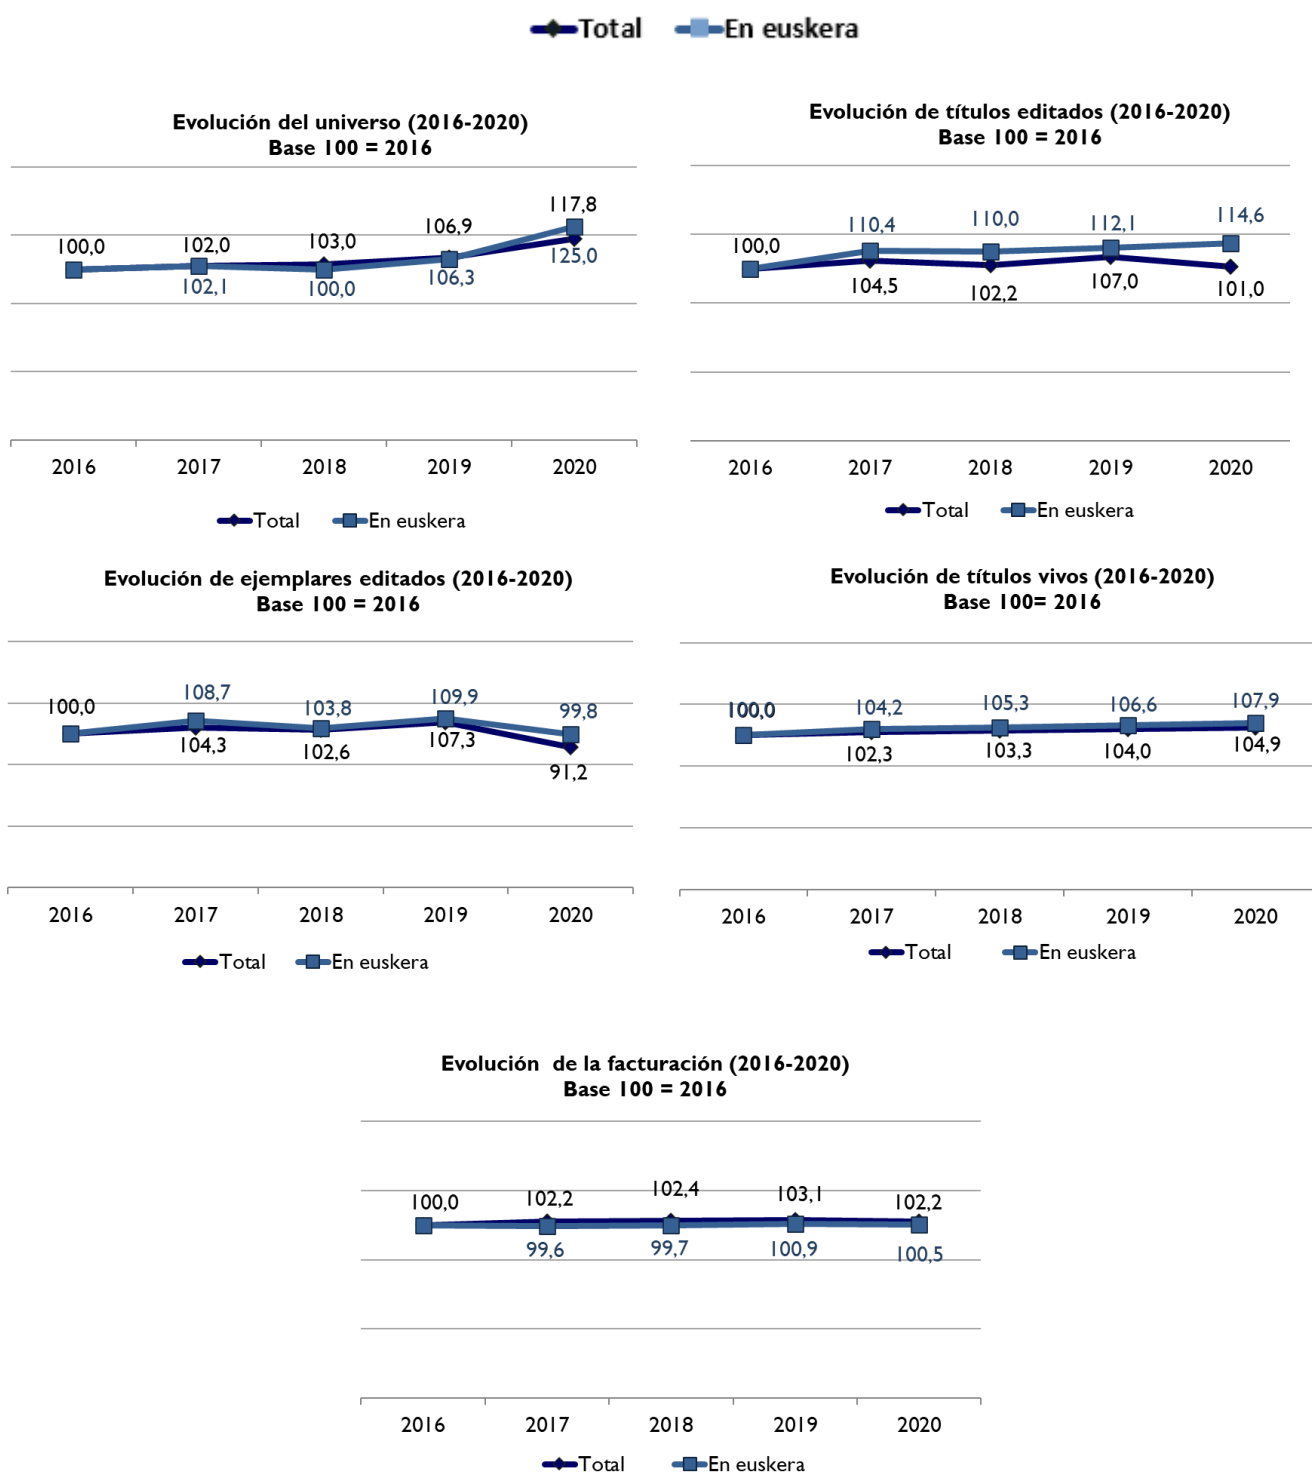 Total En euskera
Evolución del universo (2016-2020)
Base 100 = 2016
117,8
106,9
100,0 102,0 103,0
125,0
102,1 100,0 106,3
2016 2017 2018 2019 2020
Total En euskera
Evolución de títulos editados (2016-2020)
Base 100 = 2016
110,4 110,0 112,1 114,6
100,0
104,5 102,2 107,0 101,0
2016 2017 2018 2019 2020
Total En euskera
Evolución de ejemplares editados (2016-2020)
Base 100 = 2016
100,0 108,7 103,8 109,9 99,8
104,3 102,6 107,3 91,2
2016 2017 2018 2019 2020
Total En euskera
Evolución de títulos vivos (2016-2020)
Base 100= 2016
100,0 104,2 105,3 106,6 107,9
102,3 103,3 104,0 104,9
2016 2017 2018 2019 2020
Total En euskera
Evolución de la facturación (2016-2020)
Base 100 = 2016
100,0 102,2 102,4 103,1 102,2
99,6 99,7 100,9 100,5
2016 2017 2018 2019 2020
Total En euskera